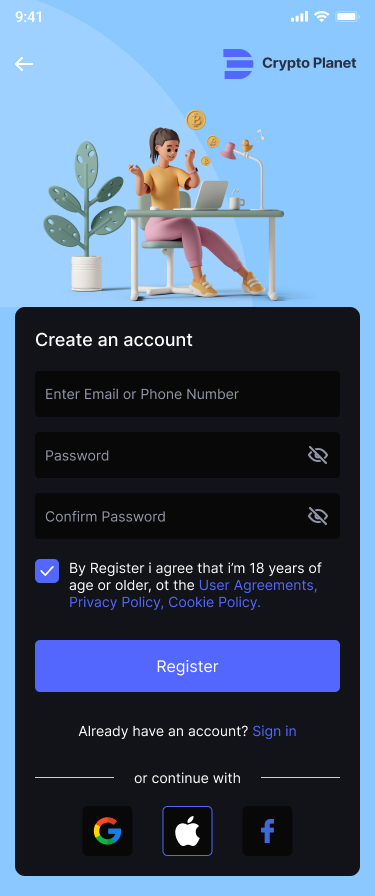 9:41
Crypto Planet
Create an account
Enter Email or Phone Number
Password
Confirm Password
By Register i agree that i’m 18 years of
age or older, ot the User Agreements,
Privacy Policy, Cookie Policy.
Register
Already have an account? Sign in
or continue with